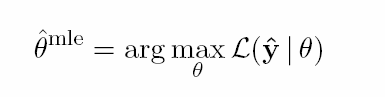 θ̂^mle = arg max_θ ℒ(ŷ | θ)